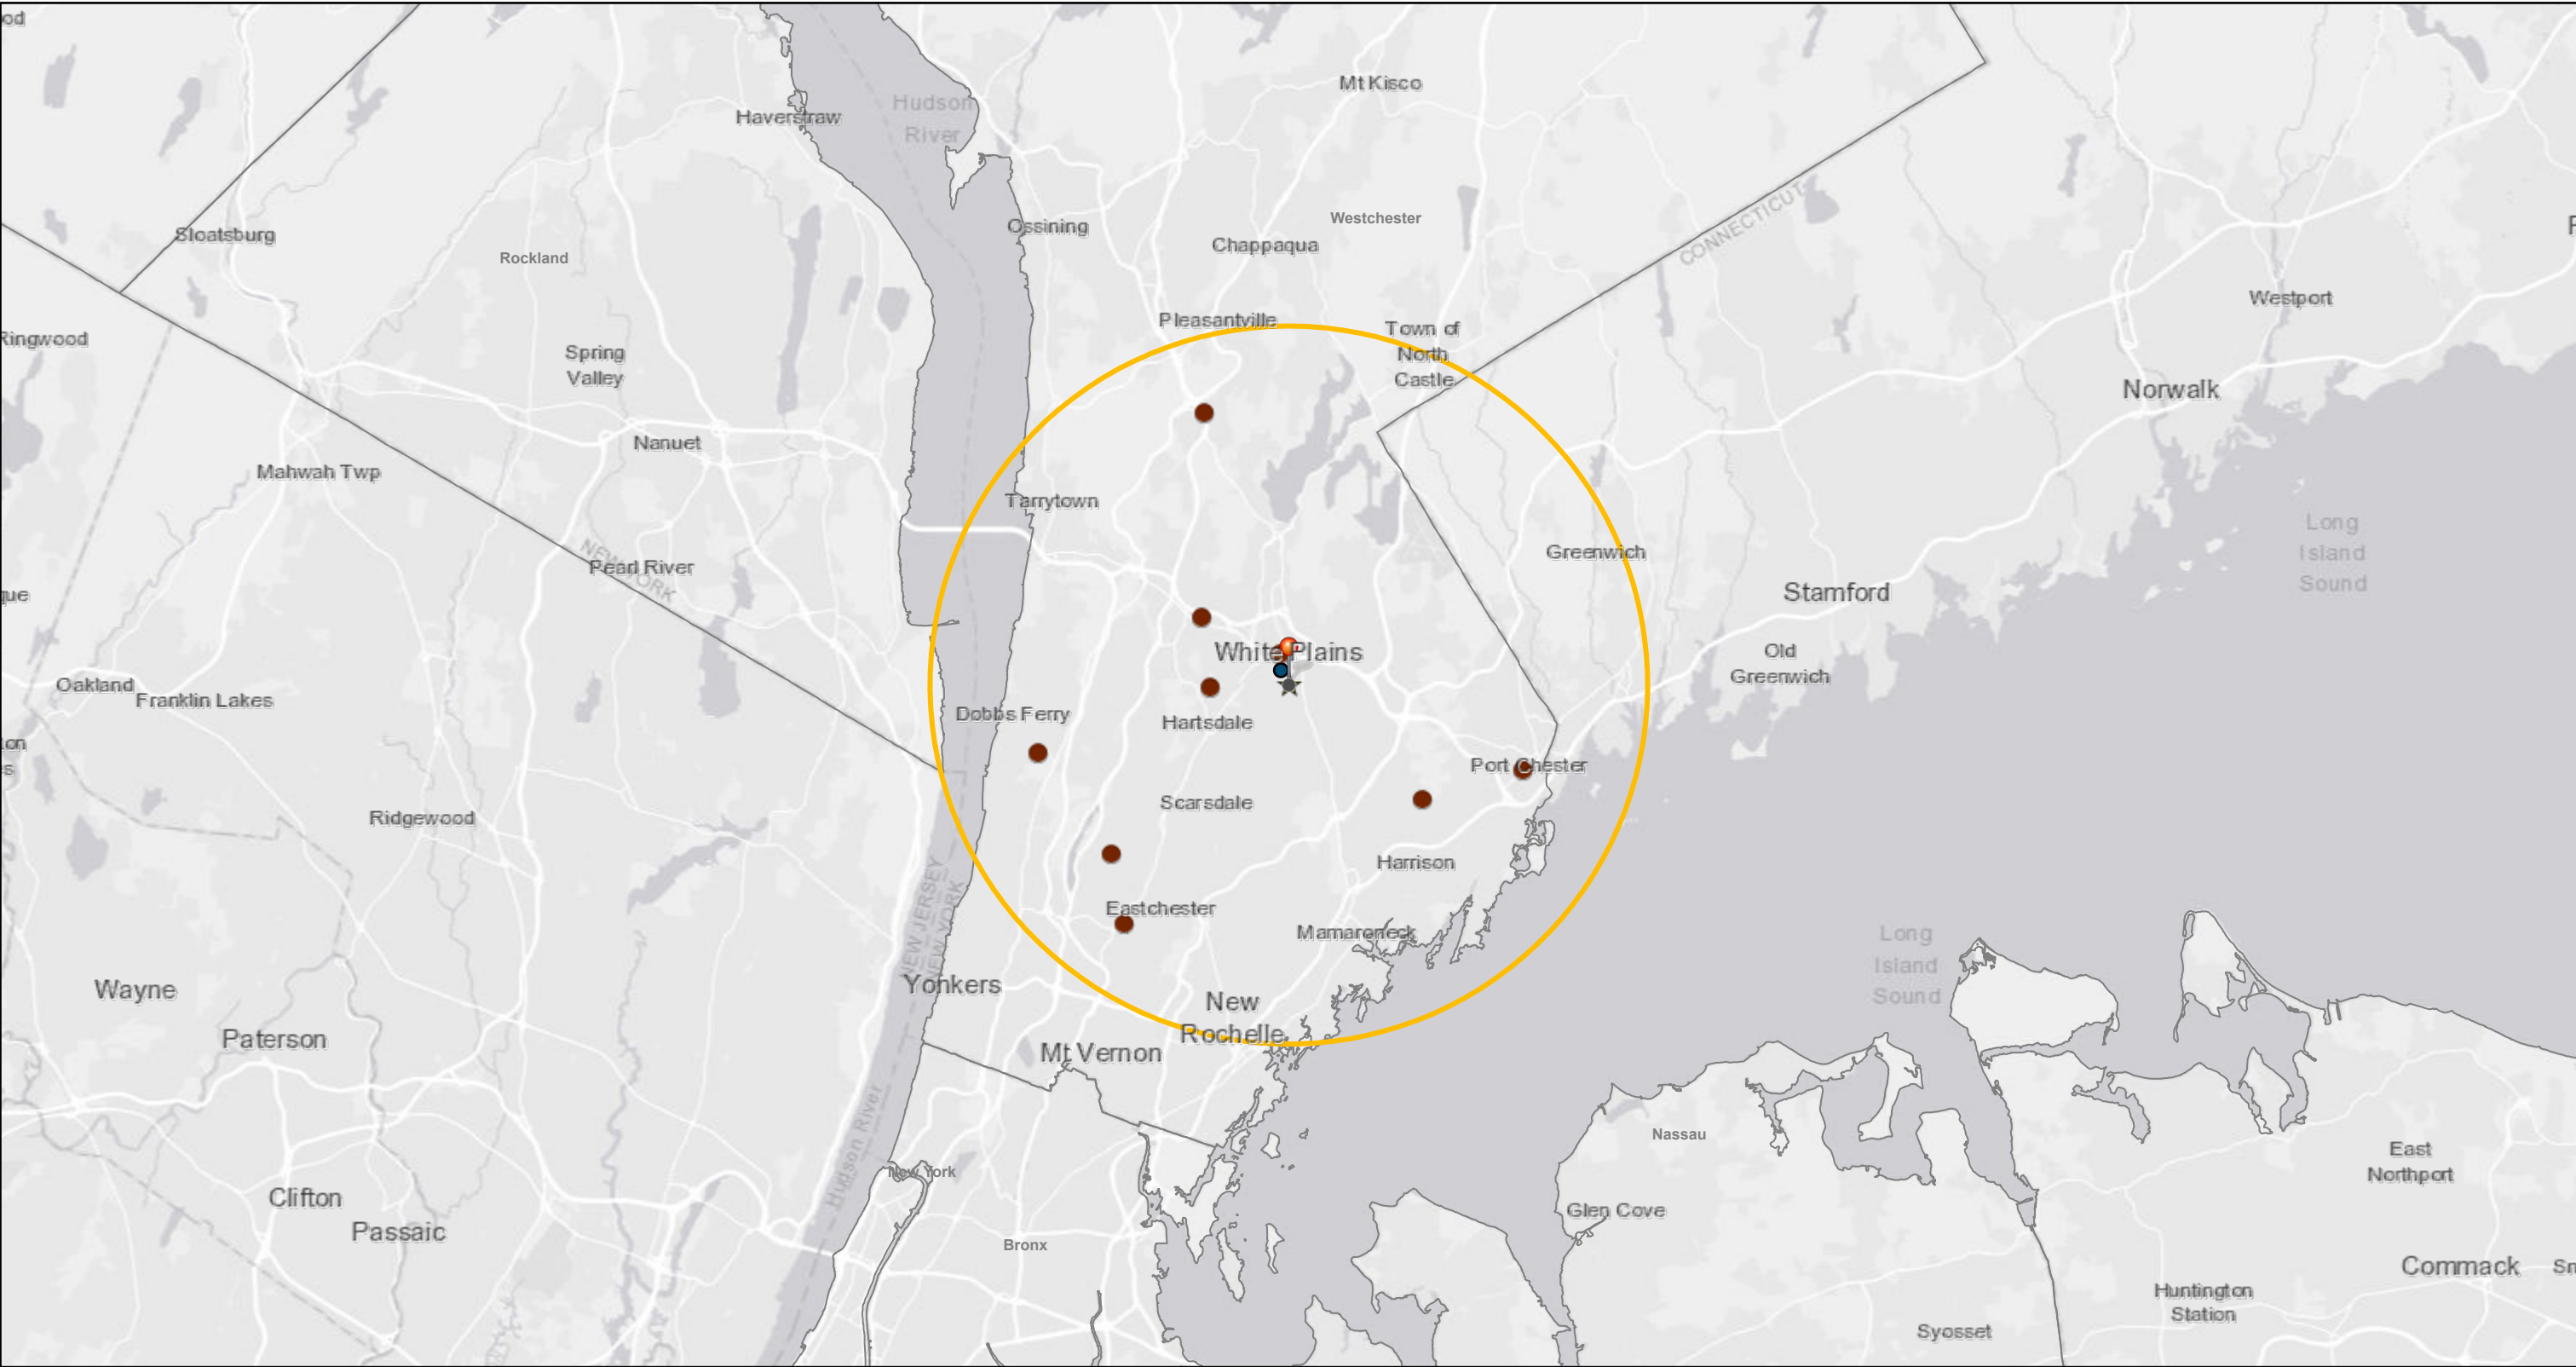 Mt Kisco
Haverstraw
Hudson
River
Ossining
Westchester
Sloatsburg
Chappaqua
CONNECTICUT
Rockland
Westport
Pleasantville
Town of
North
Castle
Ringwood
Spring
Valley
Norwalk
Nanuet
Mahwah Twp
Tarrytown
Long
Island
Sound
Greenwich
NEW YORK
Pearl River
Stamford
White Plains
Old
Greenwich
Oakland
Franklin Lakes
Dobbs Ferry
Hartsdale
Port Chester
Scarsdale
Ridgewood
Harrison
NEW JERSEY
NEW YORK
Eastchester
Mamaroneck
Long
Island
Sound
Yonkers
Wayne
New
Rochelle
Paterson
Mt Vernon
Hudson River
Nassau
East
Northport
New York
Clifton
Glen Cove
Passaic
Bronx
Commack
Huntington
Station
Syosset